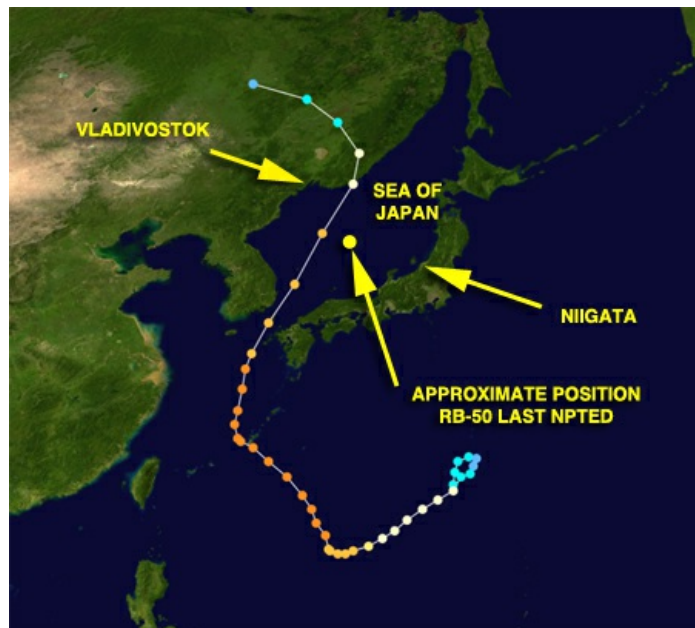 VLADIVOSTOK
SEA OF
JAPAN
NIIGATA
APPROXIMATE POSITION
RB-50 LAST NPTED